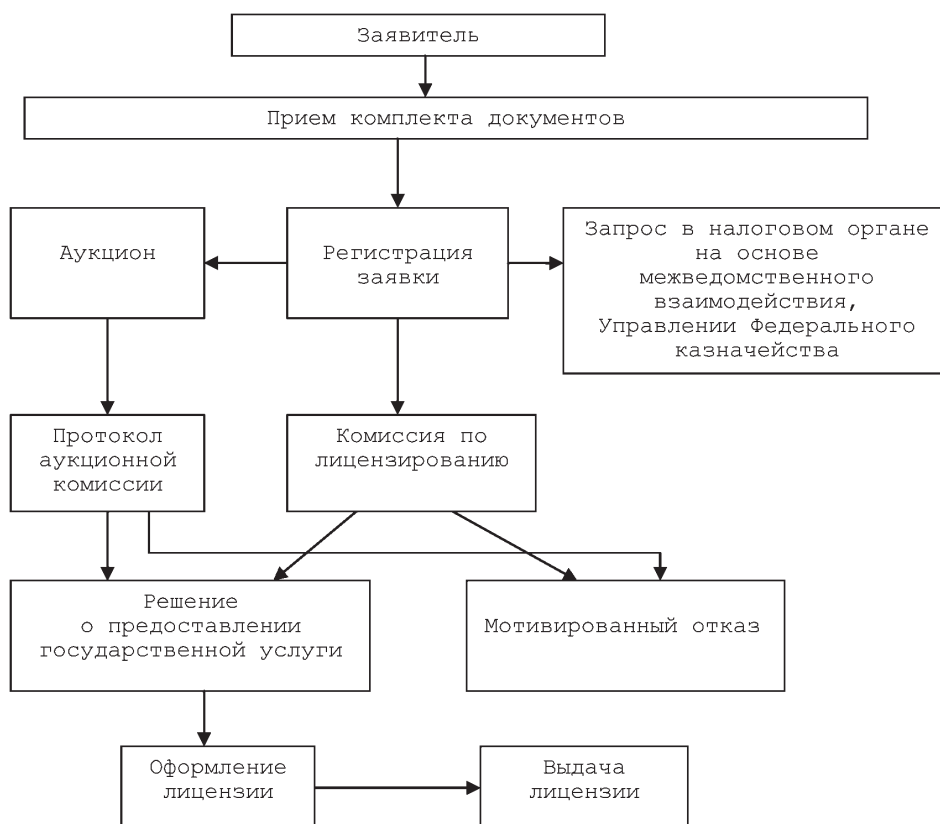 Заявитель
Прием комплекта документов
Аукцион
Регистрация
заявки
Запрос в налоговом органе
на основе
межведомственного
взаимодействия,
Управлении Федерального
казначейства
Протокол
аукционной
комиссии
Комиссия по
лицензированию
Решение
о предоставлении
государственной услуги
Мотивированный отказ
Оформление
лицензии
Выдача
лицензии